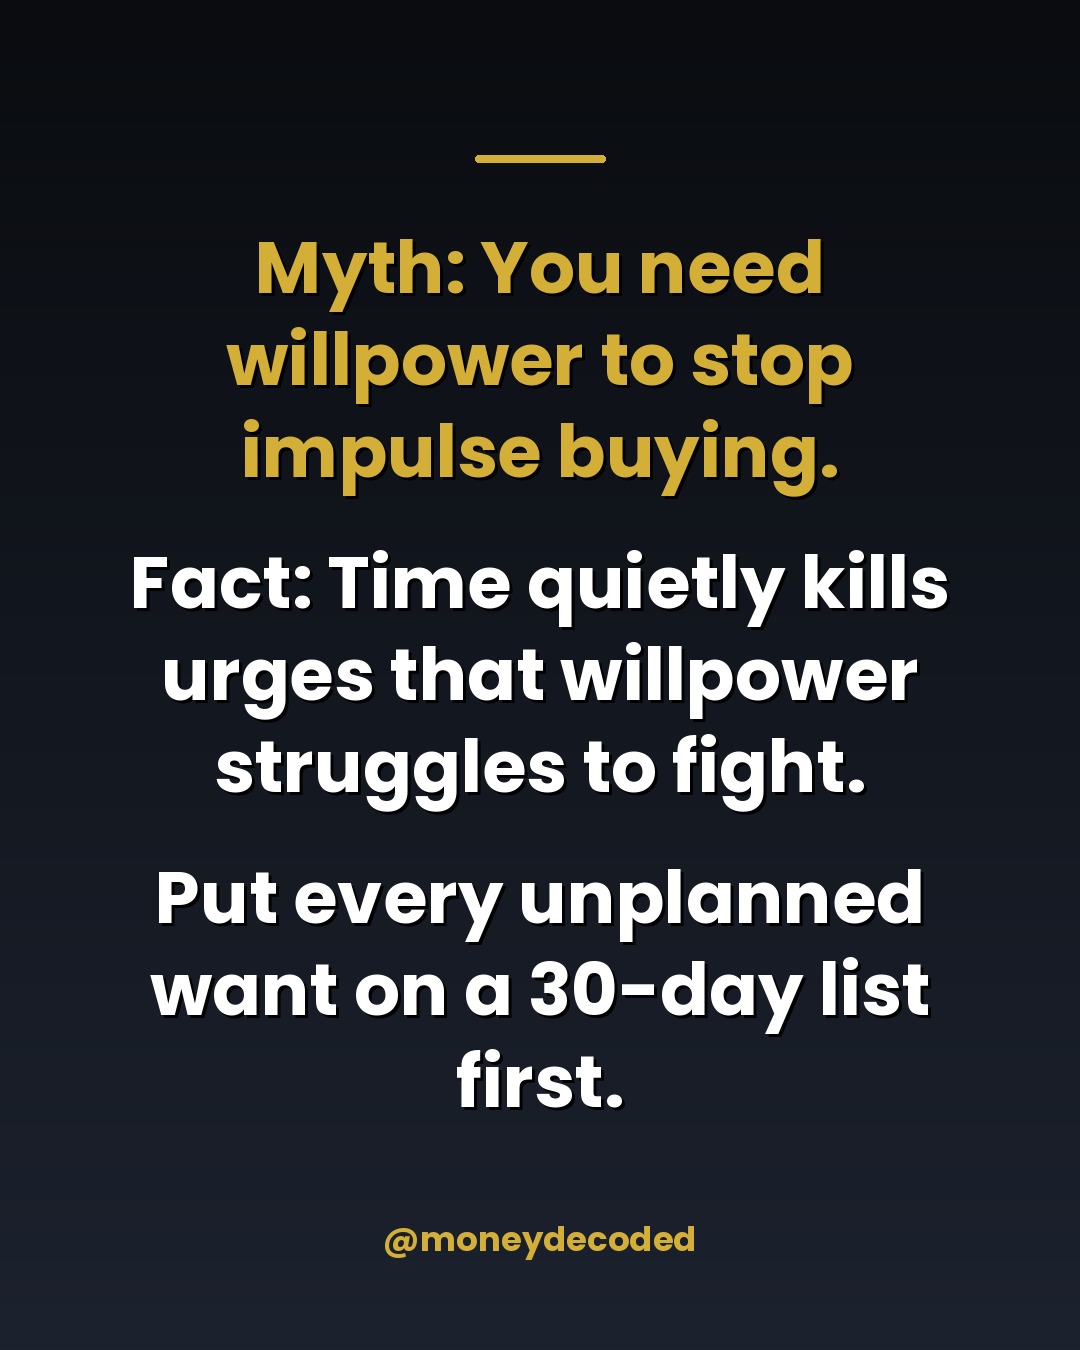 Myth: You need
willpower to stop
impulse buying.
Fact: Time quietly kills
urges that willpower
struggles to fight.
Put every unplanned
want on a 30-day list
first.
@moneydecoded